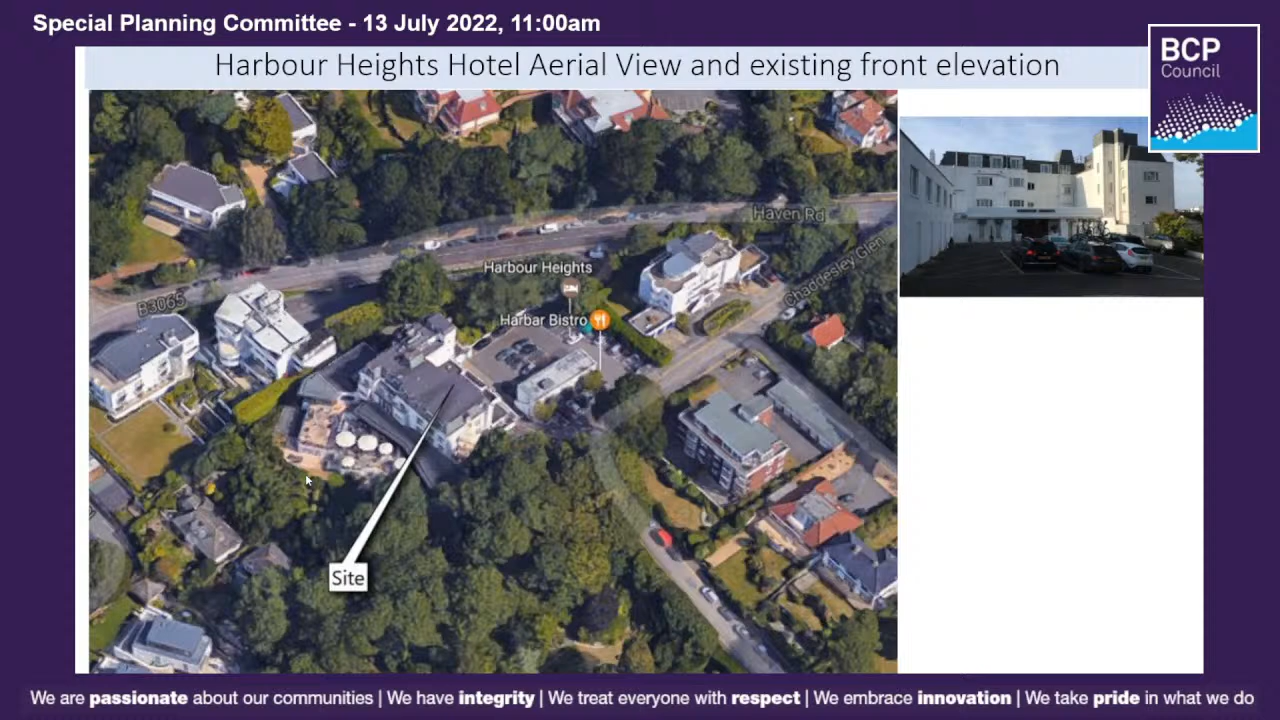 Special Planning Committee - 13 July 2022, 11:00am
BCP
Council
Harbour Heights Hotel Aerial View and existing front elevation
Haven Rd
Chaddesley Glen
Harbour Heights
B3065
Harbar Bistro
Site
We are passionate about our communities | We have integrity | We treat everyone with respect | We embrace innovation | We take pride in what we do